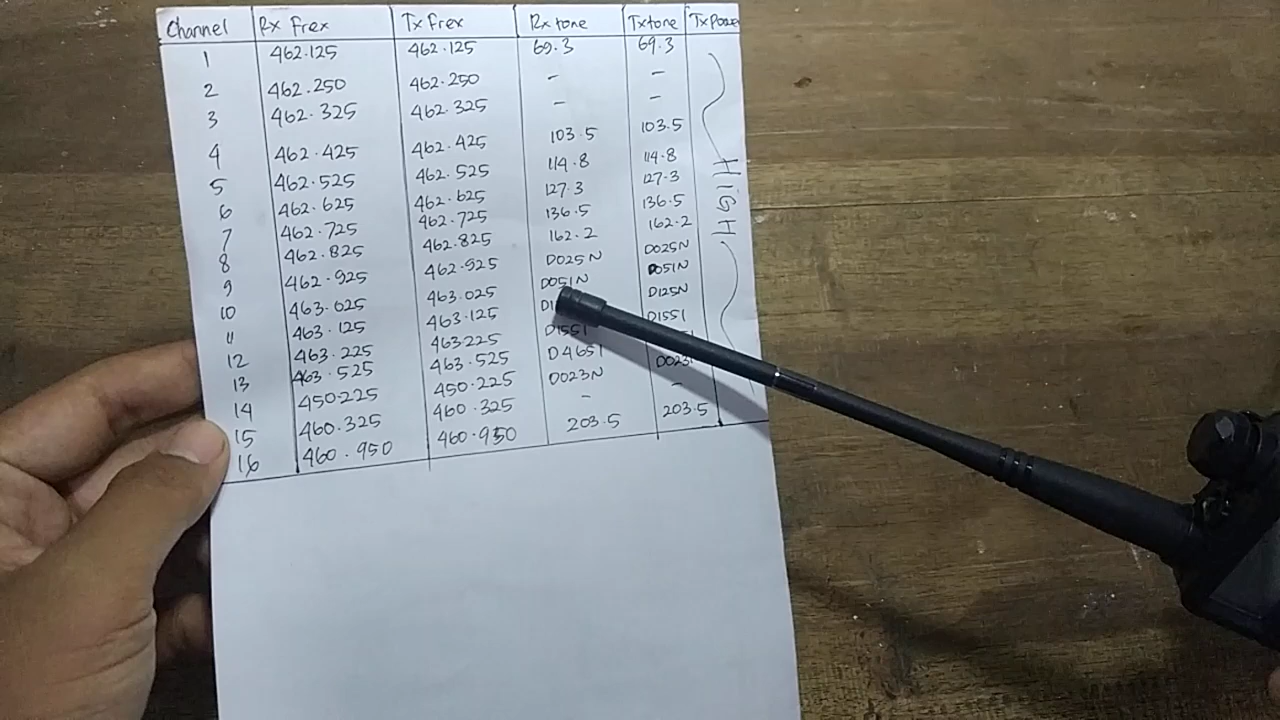 Channel Rx Frex Tx Frex Rx tone Tx tone Tx Power
1 462.125 462.125 69.3 69.3
2 462.250 462.250 - -
3 462.325 462.325 - -
4 462.425 462.425 103.5 103.5
5 462.525 462.525 114.8 114.8
6 462.625 462.625 127.3 127.3
7 462.725 462.725 136.5 136.5
8 462.825 462.825 162.2 162.2
9 462.925 462.925 D025N D025N
10 463.025 463.025 D051N D051N
11 463.125 463.125 D125N
12 463.225 463.225 D155I D155I
13 463.525 463.525 D465I
14 450.225 450.225 D023N
15 460.325 460.325 - -
16 460.950 460.950 203.5 203.5
HIGH